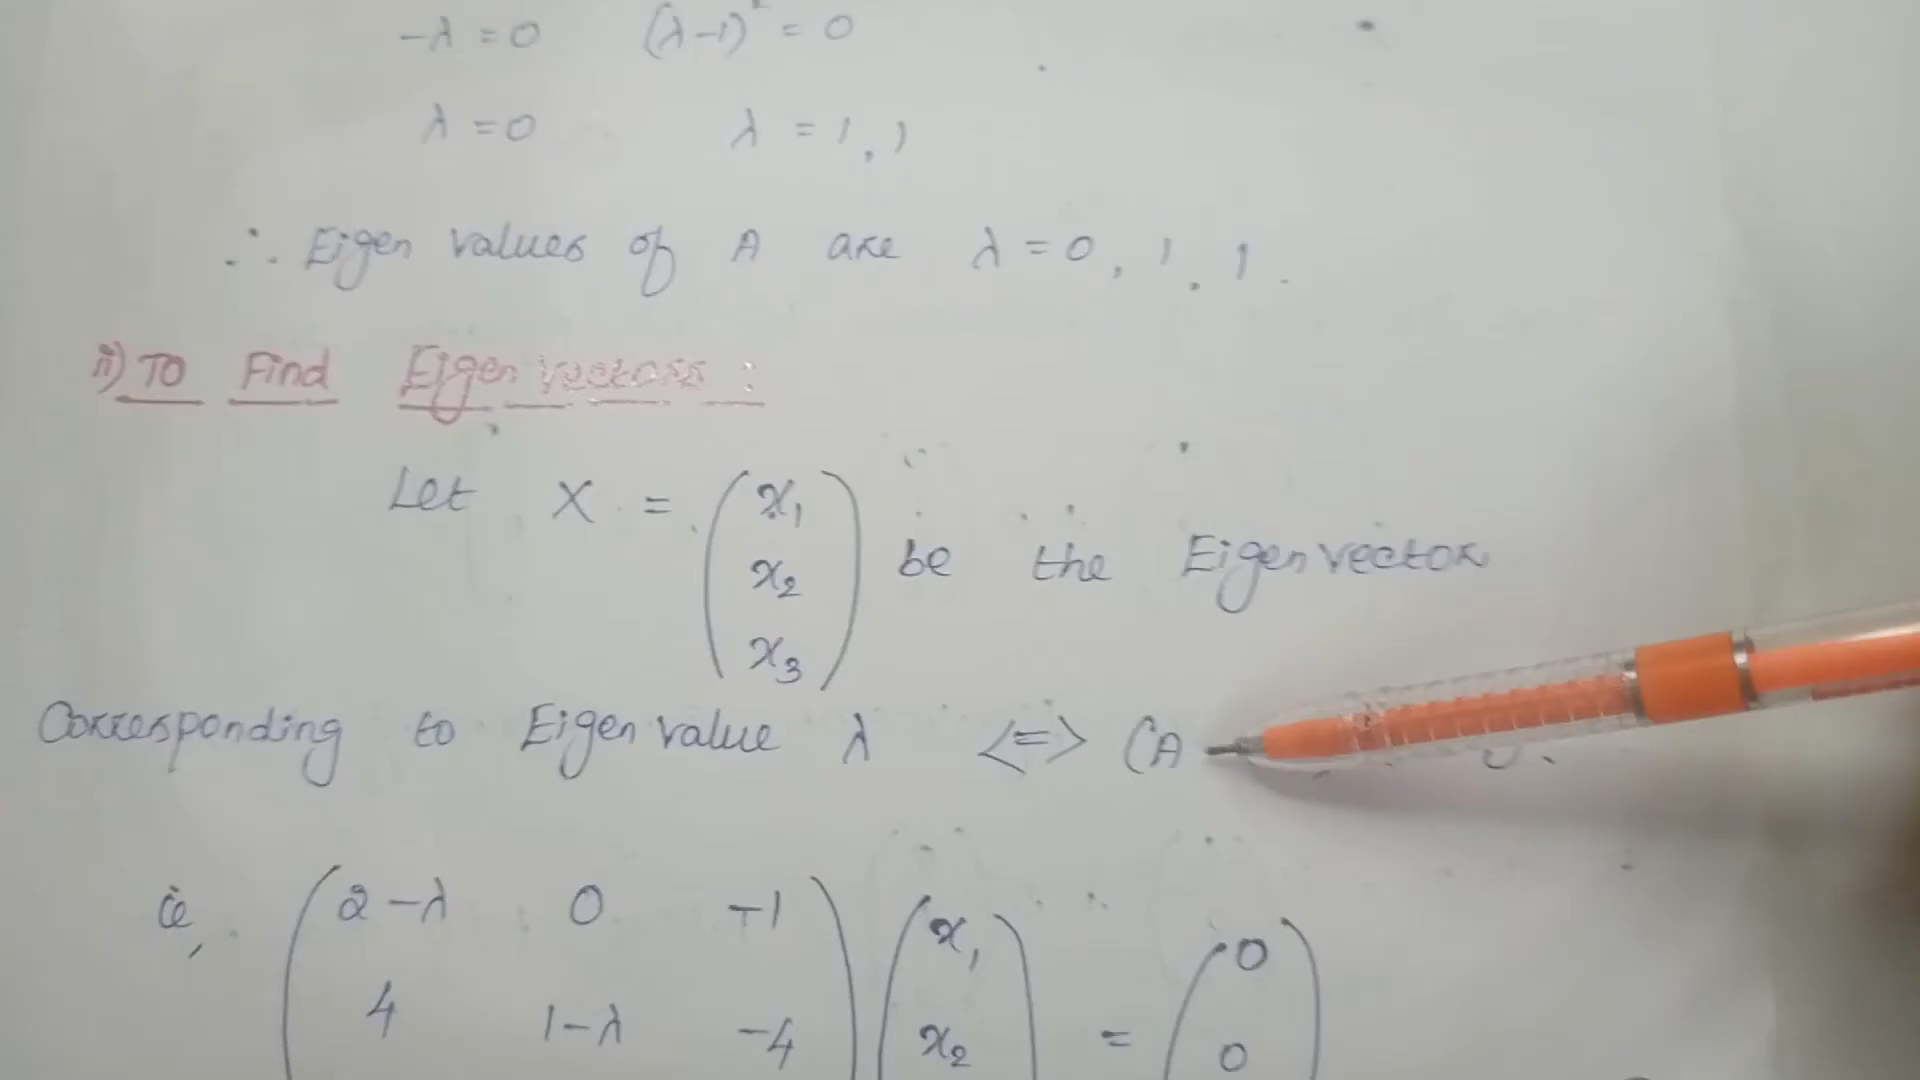 -λ = 0 (λ-1)² = 0
λ = 0 λ = 1, 1
∴ Eigen values of A are λ = 0, 1, 1.
ii) To Find Eigen vectors:
Let X = (x₁
x₂
x₃) be the Eigen vector
Corresponding to Eigen value λ <=> (A
ie, (2-λ 0 -1) (x₁ = (0
4 1-λ -4 x₂ 0